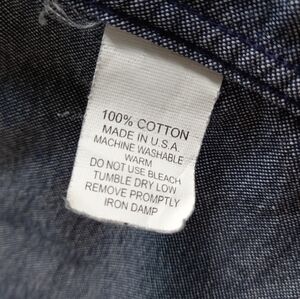 100% COTTON
MADE IN U.S.A.
MACHINE WASHABLE
WARM
DO NOT USE BLEACH
TUMBLE DRY LOW
REMOVE PROMPTLY
IRON DAMP